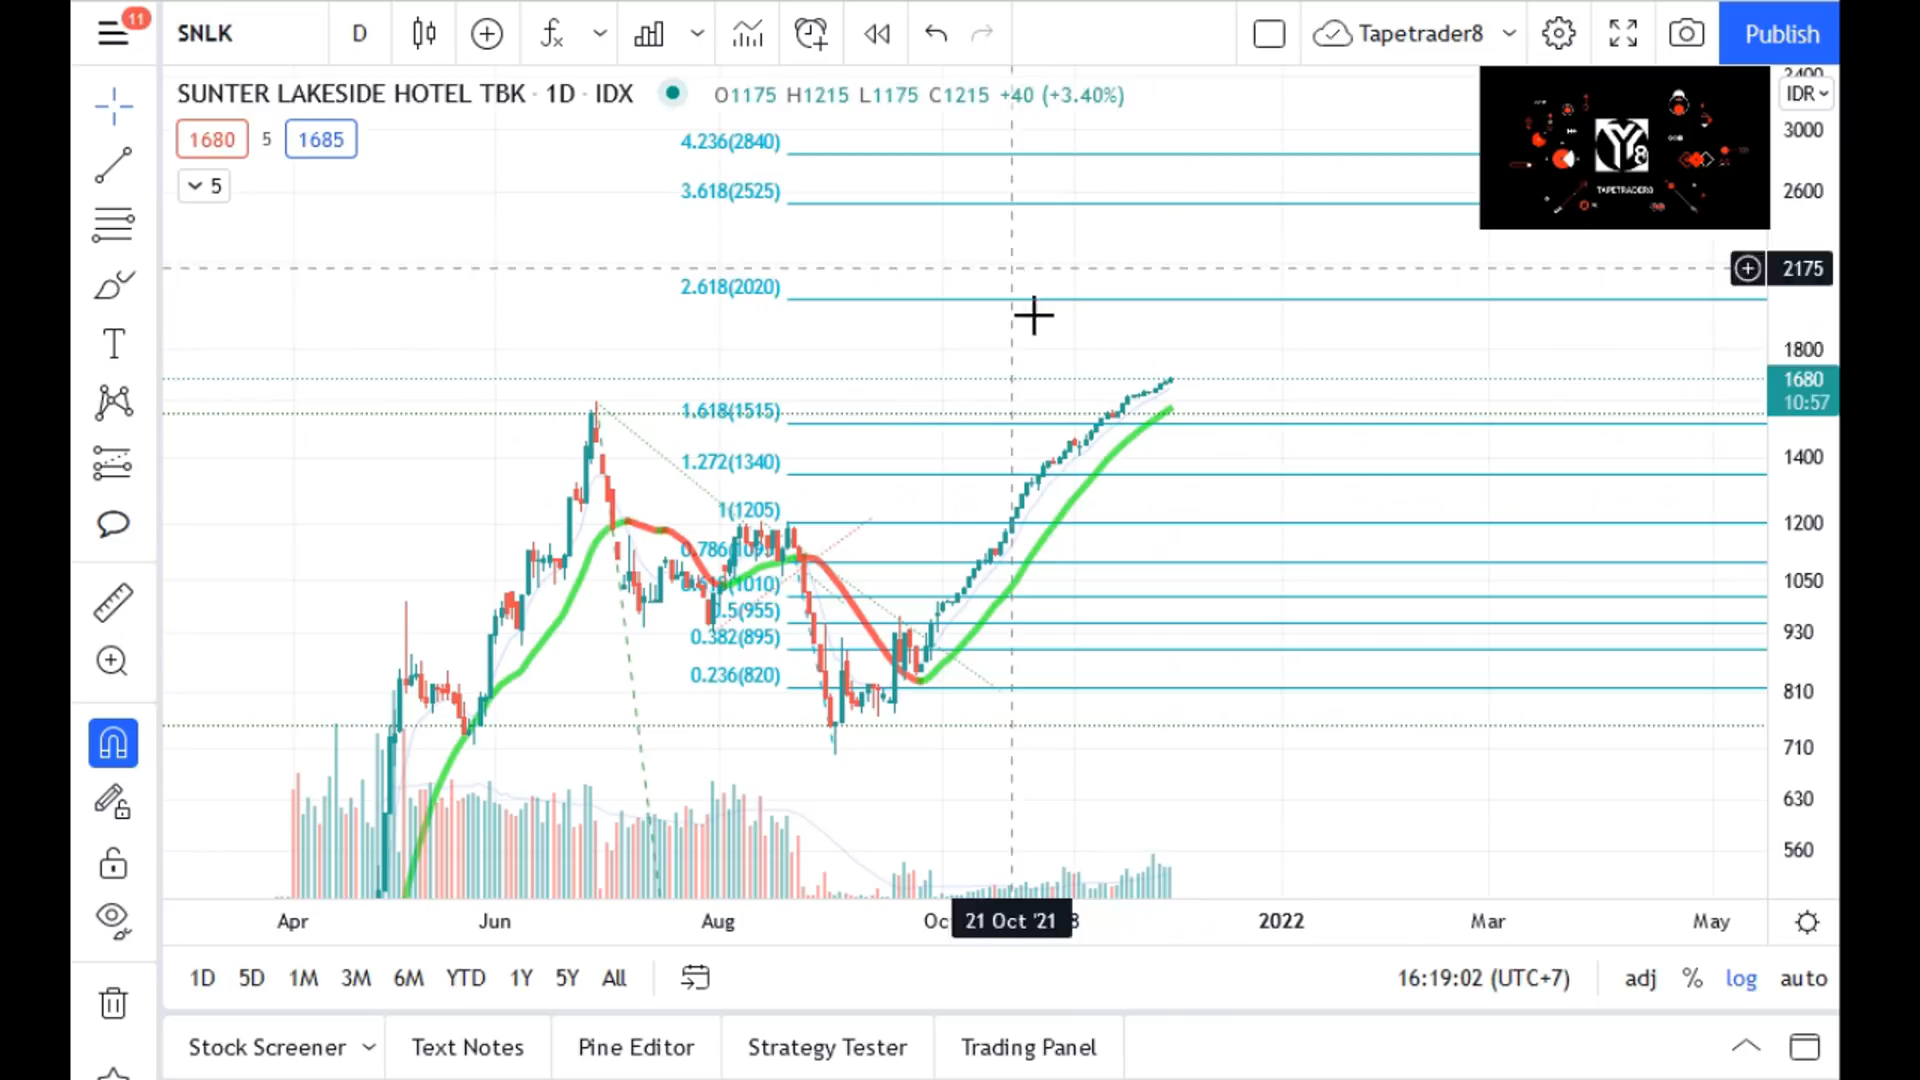 11
SNLK
D
Tapetrader8
Publish
SUNTER LAKESIDE HOTEL TBK · 1D · IDX
O1175 H1215 L1175 C1215 +40 (+3.40%)
1680
5
1685
5
IDR
TAPETRADER8
2400
3000
2600
2175
1800
1680
10:57
1400
1200
1050
930
810
710
630
560
4.236(2840)
3.618(2525)
2.618(2020)
1.618(1515)
1.272(1340)
1(1205)
0.5(955)
0.382(895)
0.236(820)
Apr
Jun
Aug
21 Oct '21
2022
Mar
May
1D 5D 1M 3M 6M YTD 1Y 5Y All
16:19:02 (UTC+7)
adj % log auto
Stock Screener
Text Notes
Pine Editor
Strategy Tester
Trading Panel